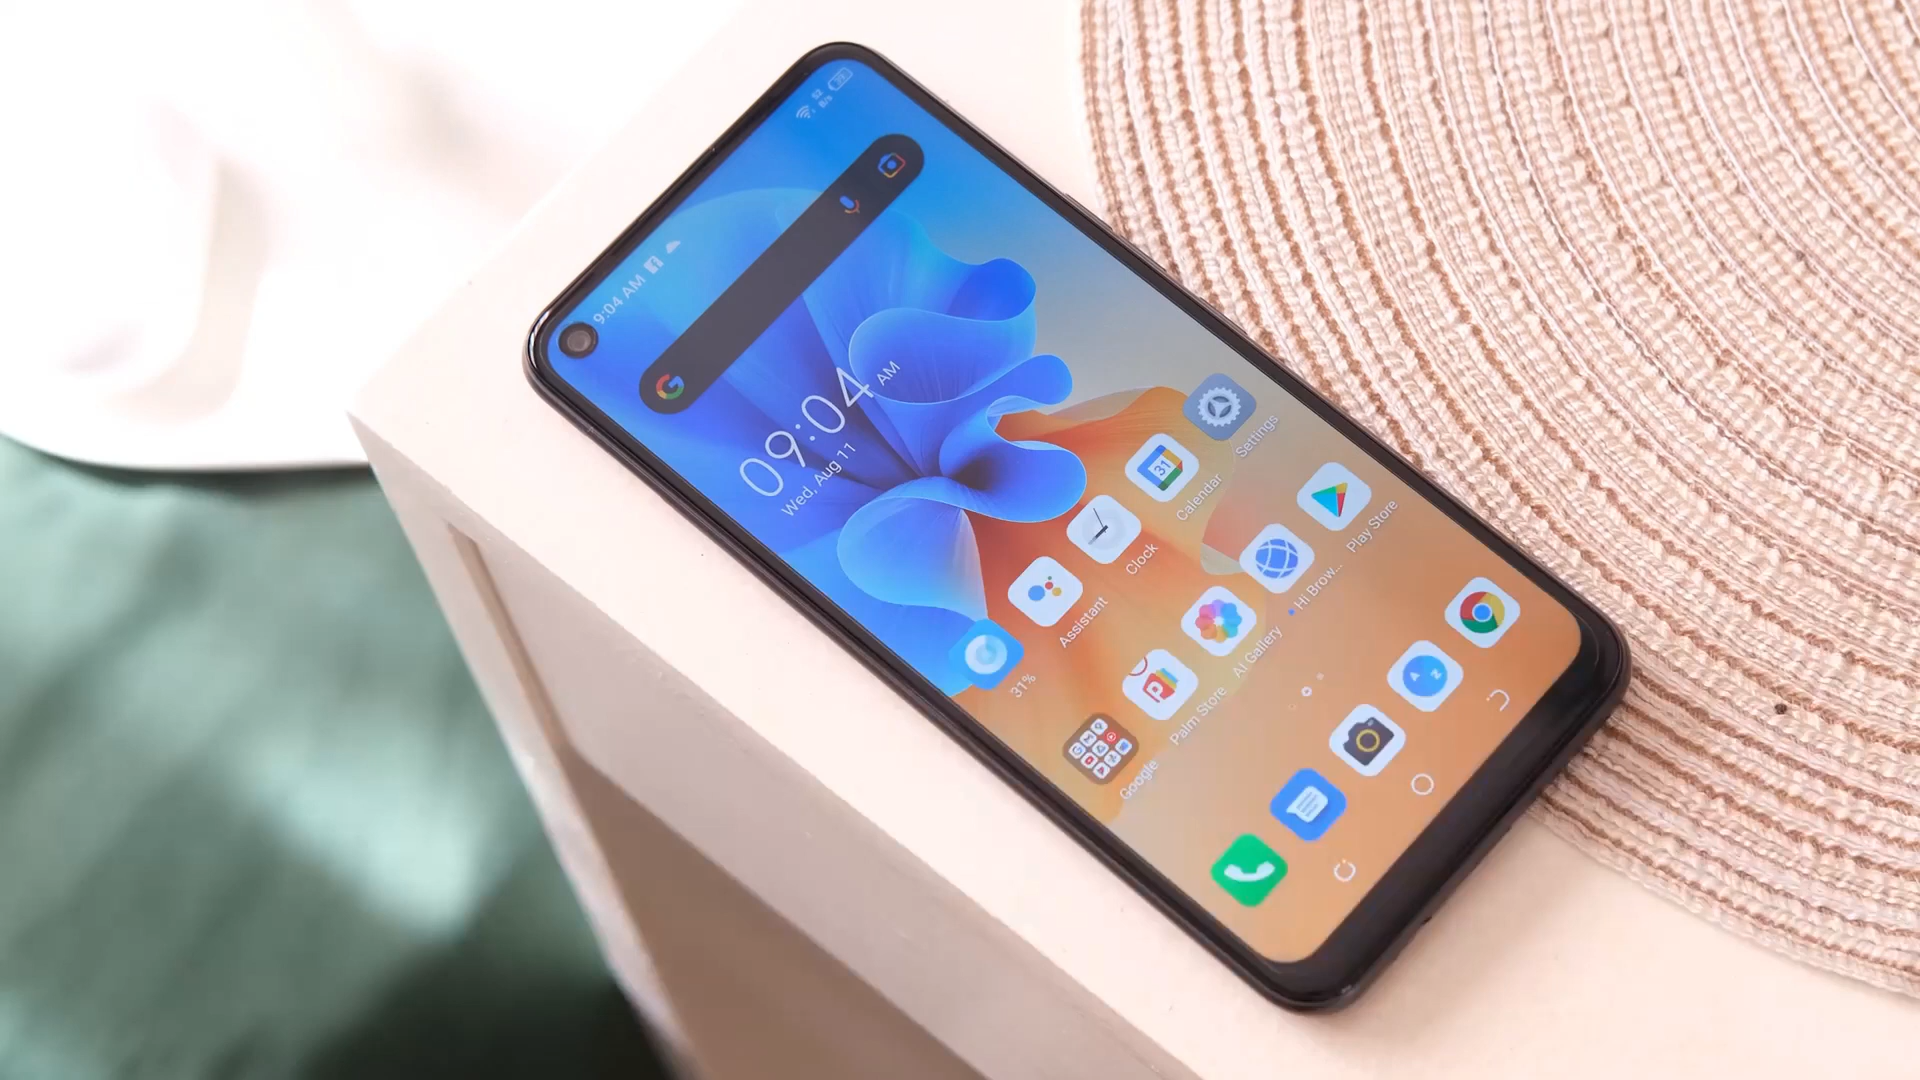 9:04 AM
09:04 AM
Wed, Aug 11
31%
Assistant
Clock
Calendar
Settings
Google
Palm Store
AI Gallery
Hi Brow...
Play Store
31